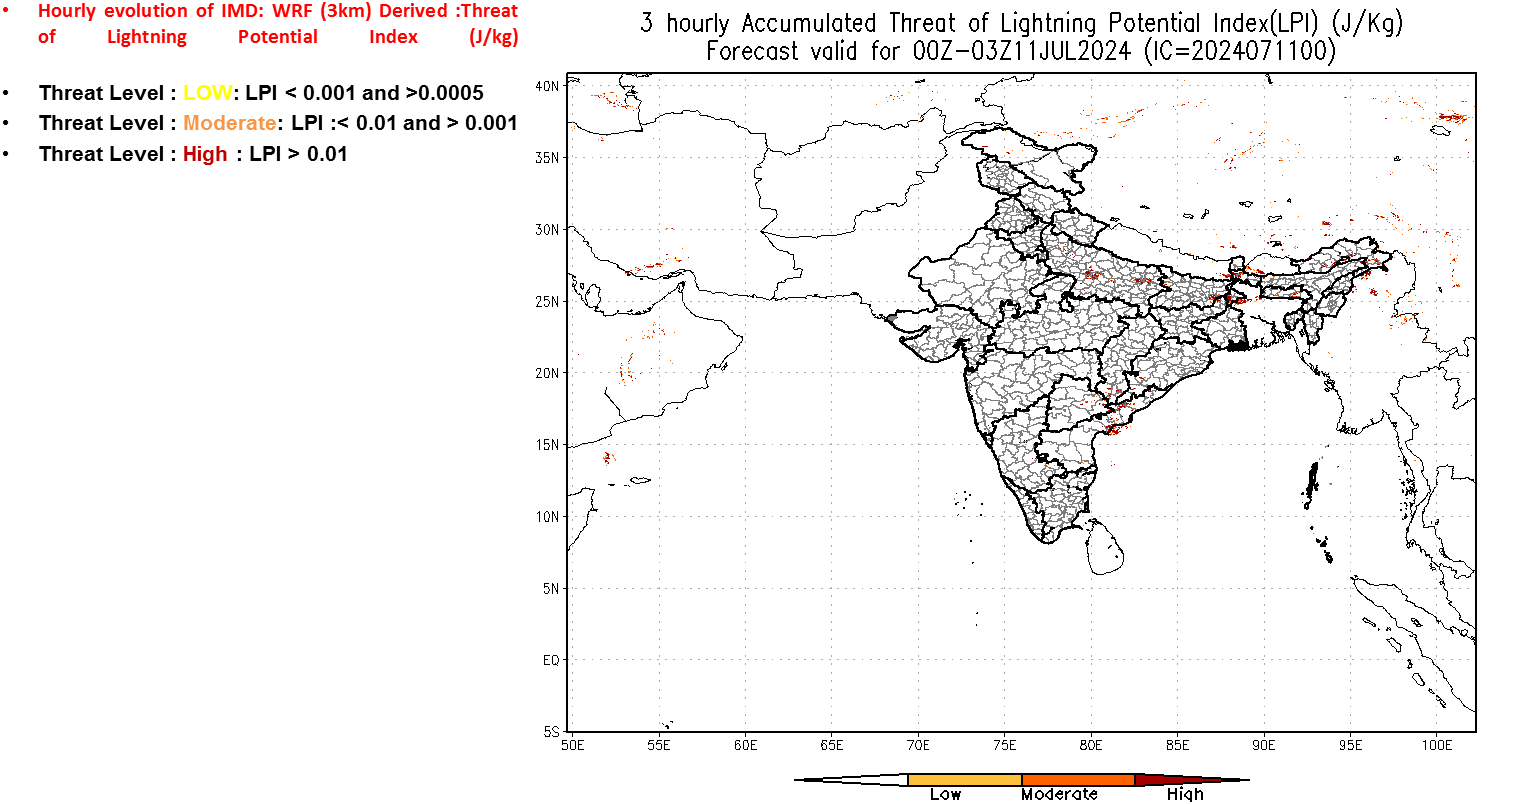 • Hourly evolution of IMD: WRF (3km) Derived :Threat
of Lightning Potential Index (J/kg)
• Threat Level : LOW: LPI < 0.001 and >0.0005
• Threat Level : Moderate: LPI :< 0.01 and > 0.001
• Threat Level : High : LPI > 0.01
3 hourly Accumulated Threat of Lightning Potential Index(LPI) (J/Kg)
Forecast valid for 00Z-03Z11JUL2024 (IC=2024071100)
40N
35N
30N
25N
20N
15N
10N
5N
EQ
5S
50E 55E 60E 65E 70E 75E 80E 85E 90E 95E 100E
Low Moderate High